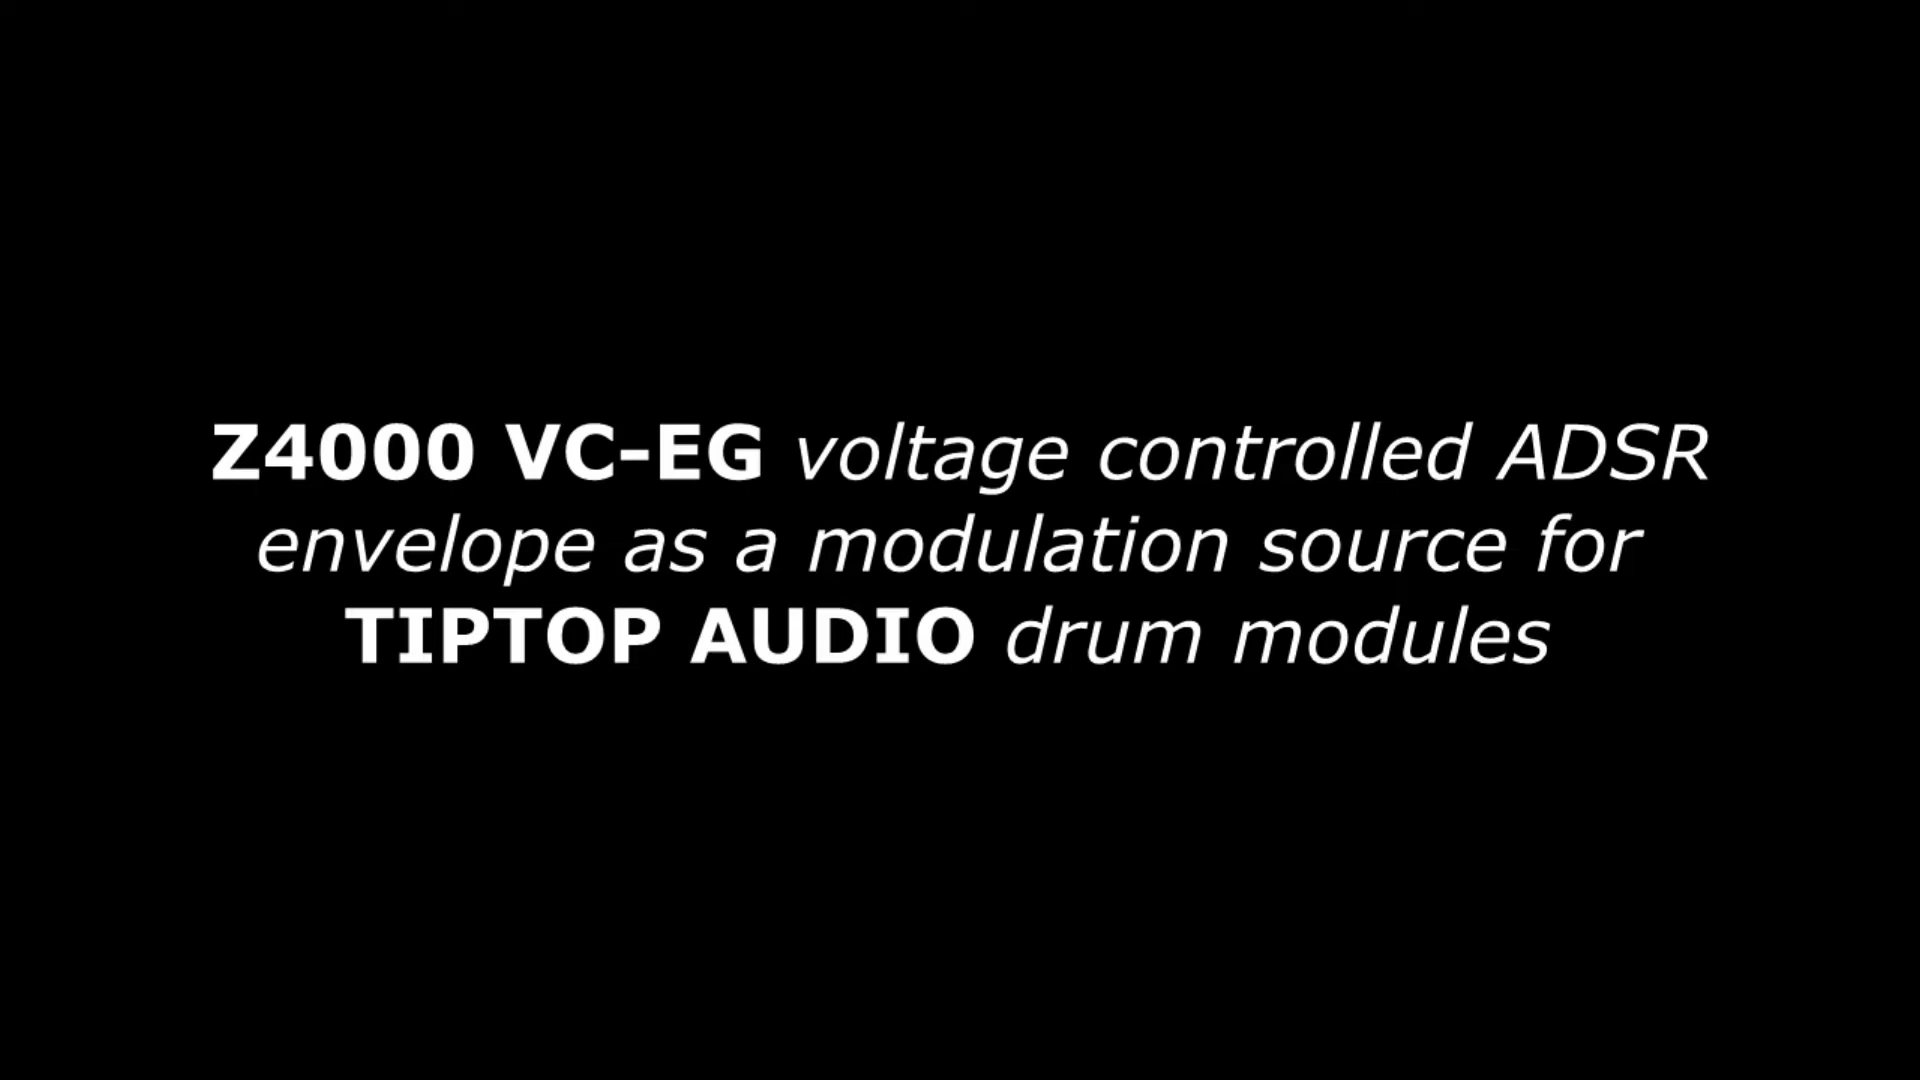 Z4000 VC-EG voltage controlled ADSR
envelope as a modulation source for
TIPTOP AUDIO drum modules